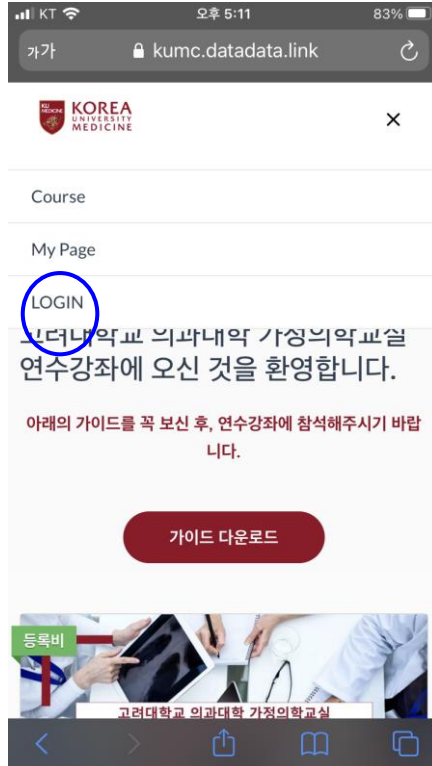 KT 오후 5:11 83%
가가 kumc.datadata.link
KU MEDICINE KOREA
UNIVERSITY
MEDICINE
Course
My Page
LOGIN
고려대학교 의과대학 가정의학교실
연수강좌에 오신 것을 환영합니다.
아래의 가이드를 꼭 보신 후, 연수강좌에 참석해주시기 바랍
니다.
가이드 다운로드
등록비
고려대학교 의과대학 가정의학교실